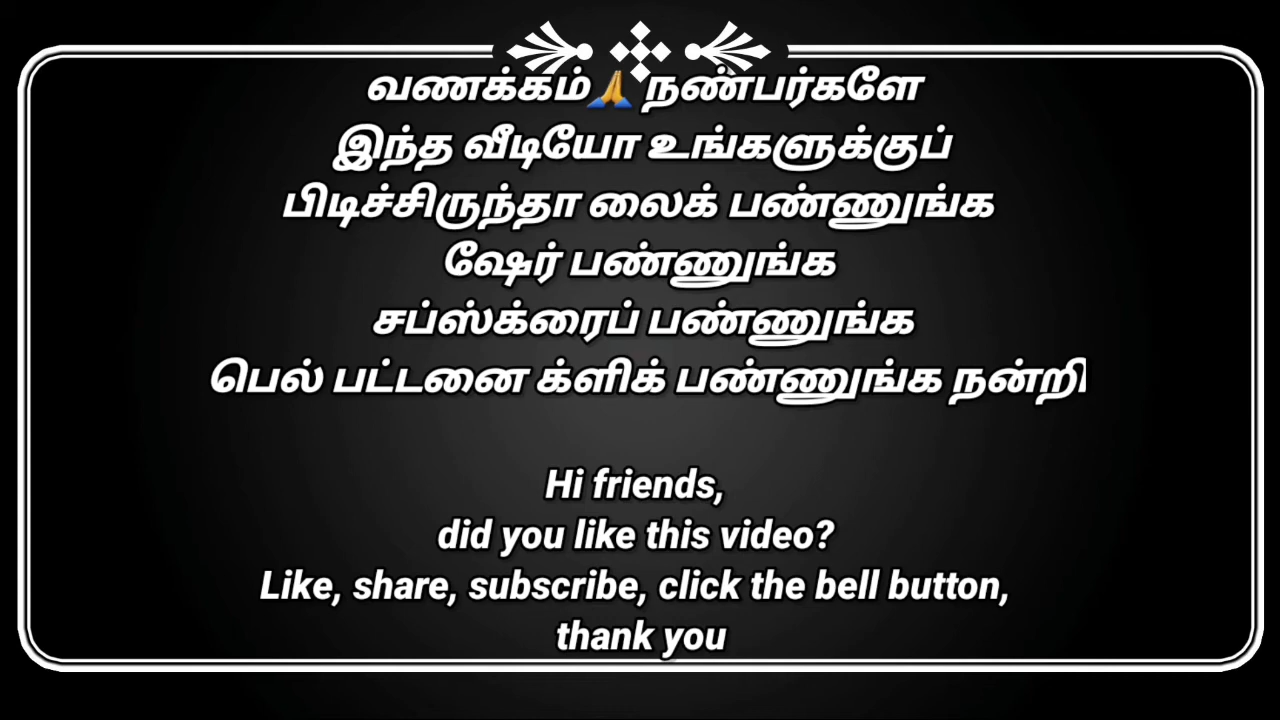 வணக்கம்🙏நண்பர்களே
இந்த வீடியோ உங்களுக்குப்
பிடிச்சிருந்தா லைக் பண்ணுங்க
ஷேர் பண்ணுங்க
சப்ஸ்க்ரைப் பண்ணுங்க
பெல் பட்டனை க்ளிக் பண்ணுங்க நன்றி
Hi friends,
did you like this video?
Like, share, subscribe, click the bell button,
thank you